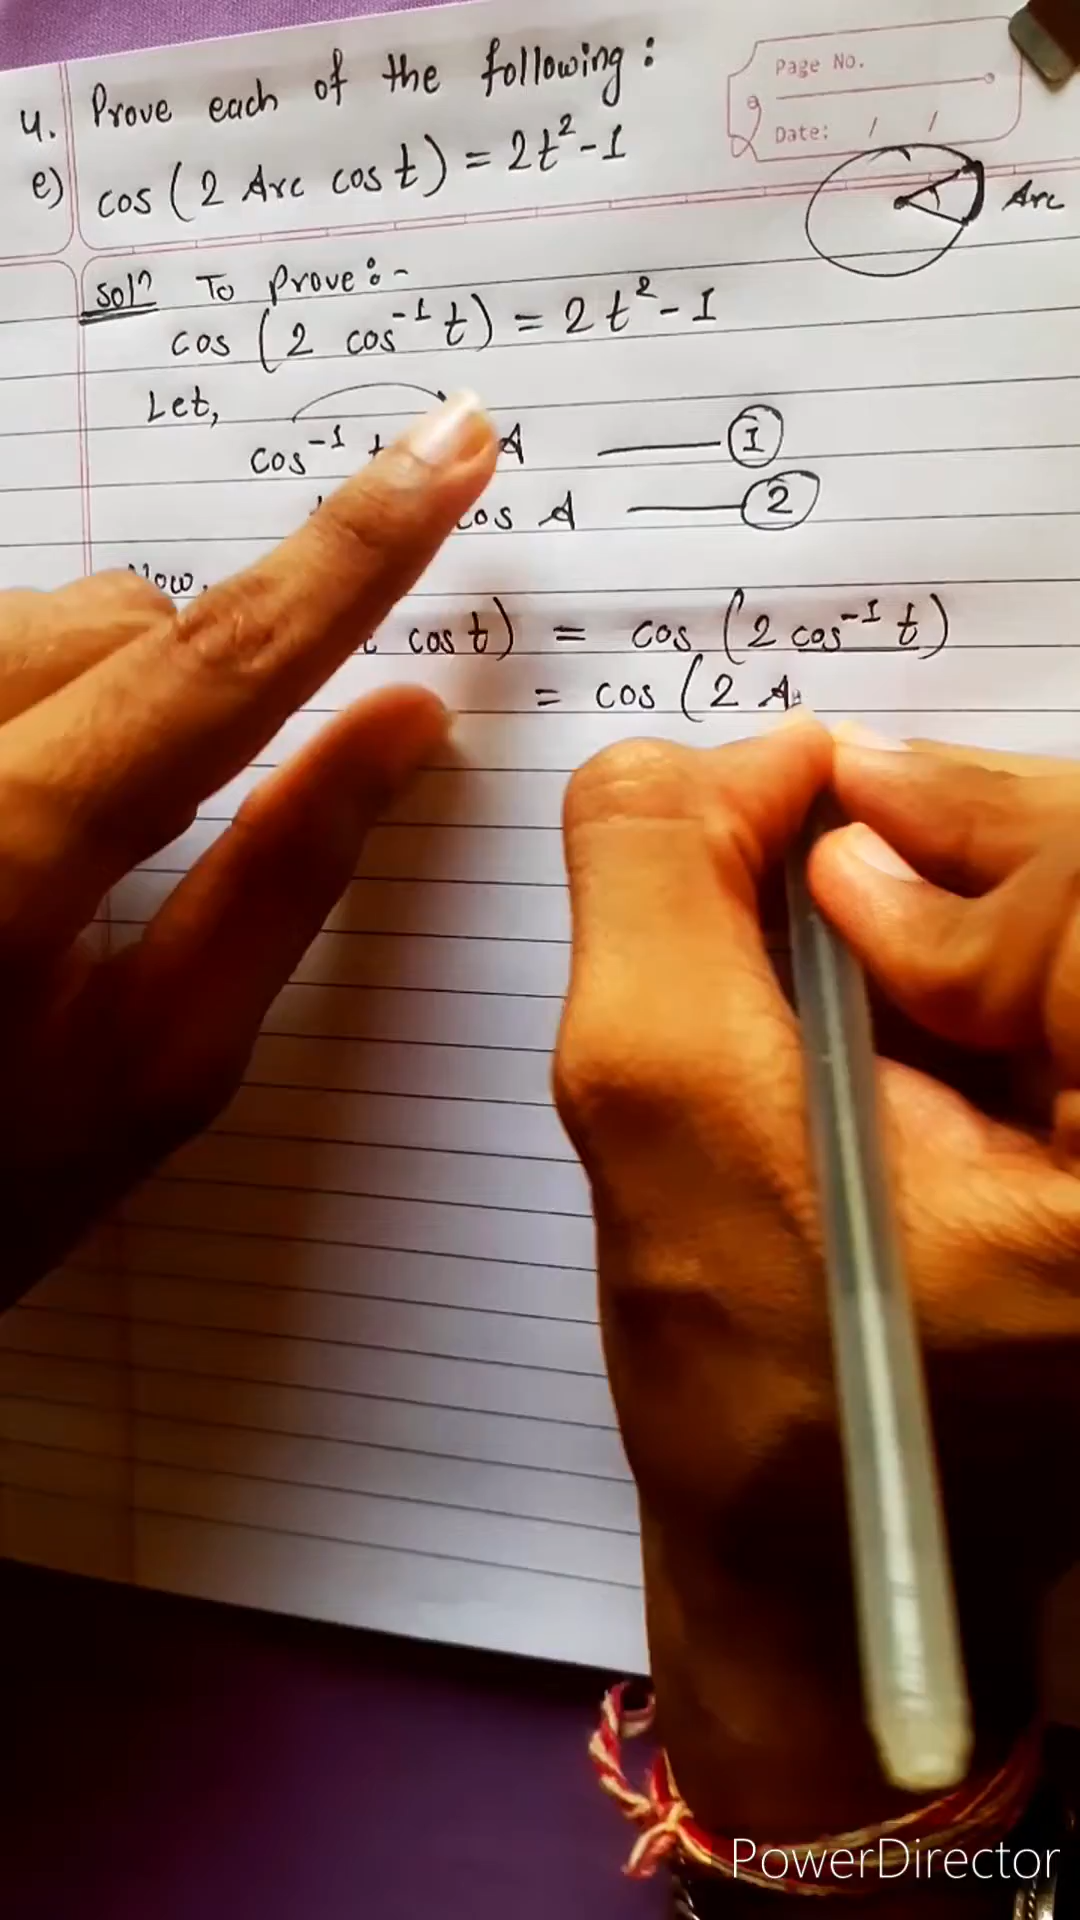 4. Prove each of the following:
Page No.
Date: / /
e) cos (2 Arc cos t) = 2t² - 1
Arc
Solⁿ To Prove:-
cos (2 cos⁻¹ t) = 2t² - 1
Let,
cos⁻¹ t A ——— ①
cos A ——— ②
Now,
cos t) = cos (2 cos⁻¹ t)
= cos (2 A
PowerDirector